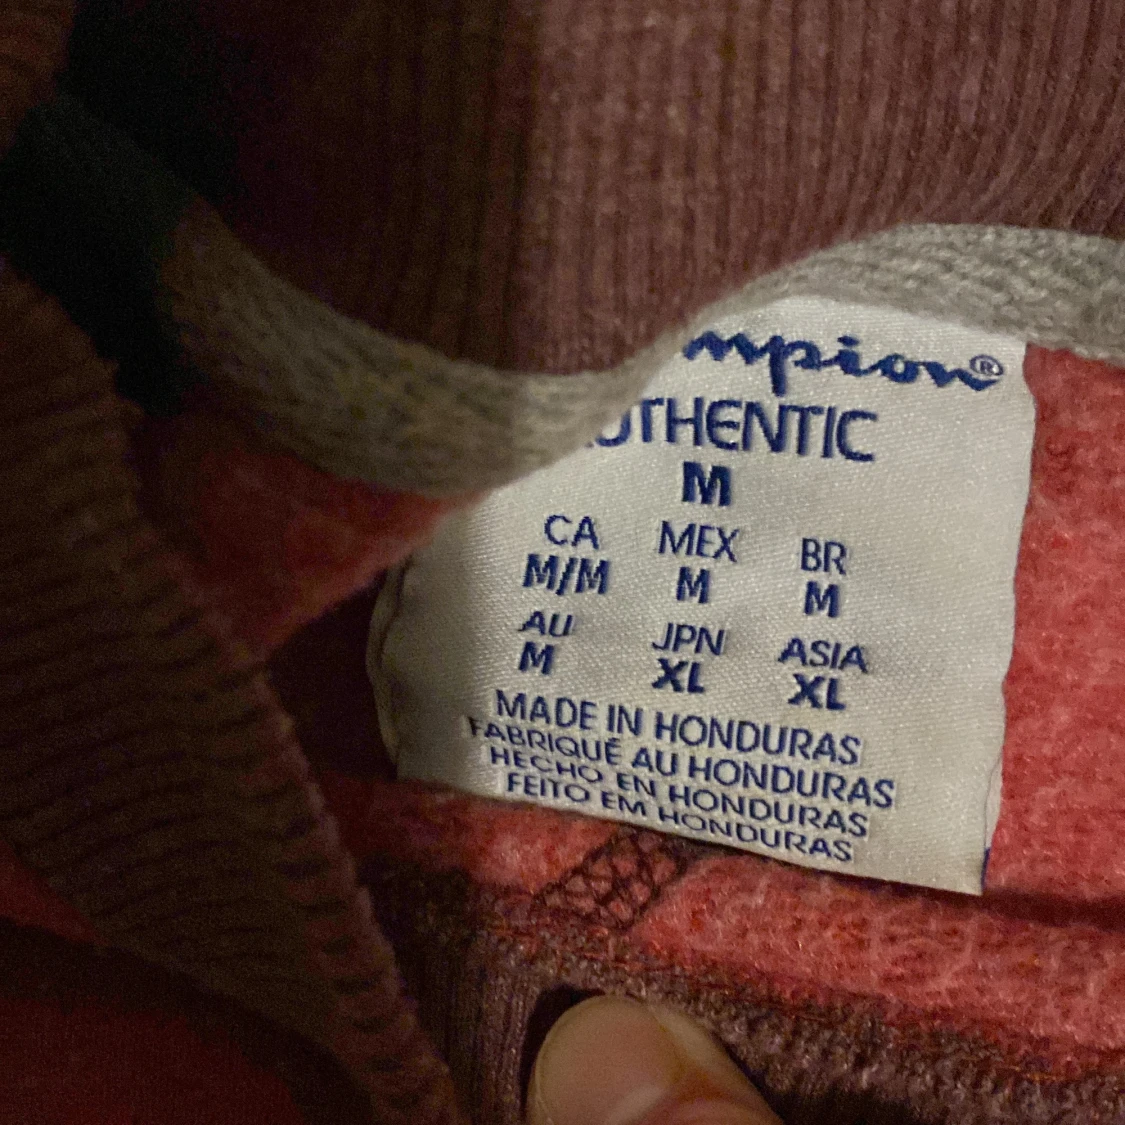 mpion®
UTHENTIC
M
CA MEX BR
M/M M M
AU JPN ASIA
M XL XL
MADE IN HONDURAS
FABRIQUÉ AU HONDURAS
HECHO EN HONDURAS
FEITO EM HONDURAS